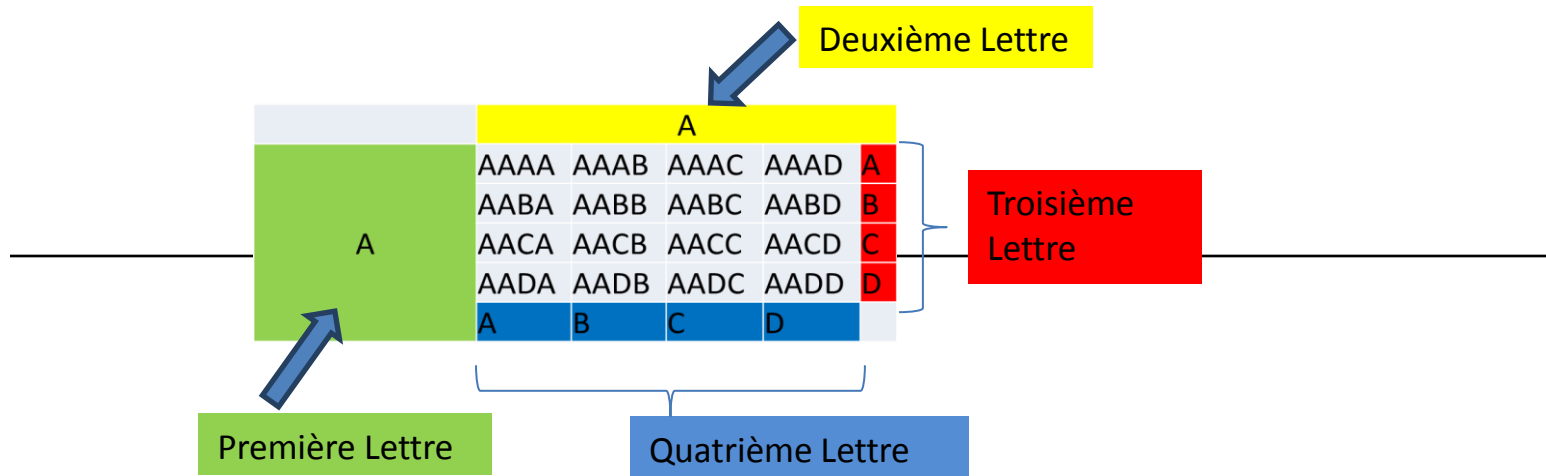 Deuxième Lettre
A
AAAA AAAB AAAC AAAD A
AABA AABB AABC AABD B
A
AACA AACB AACC AACD C
AADA AADB AADC AADD D
A B C D
Troisième
Lettre
Première Lettre
Quatrième Lettre